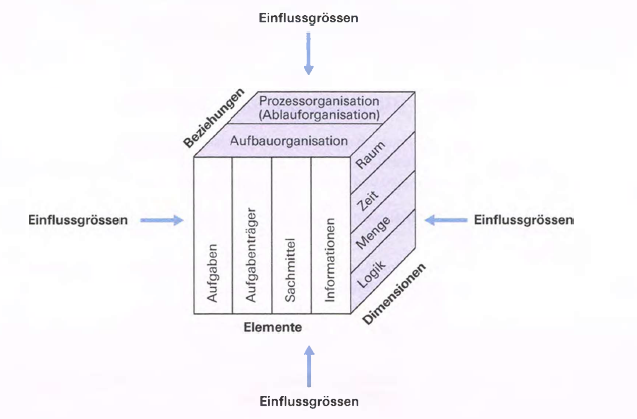 Einflussgrössen
Beziehungen
Prozessorganisation
(Ablauforganisation)
Aufbauorganisation
Raum
Zeit
Menge
Logik
Einflussgrössen
Einflussgrössen
Aufgaben
Aufgabenträger
Sachmittel
Informationen
Dimensionen
Elemente
Einflussgrössen